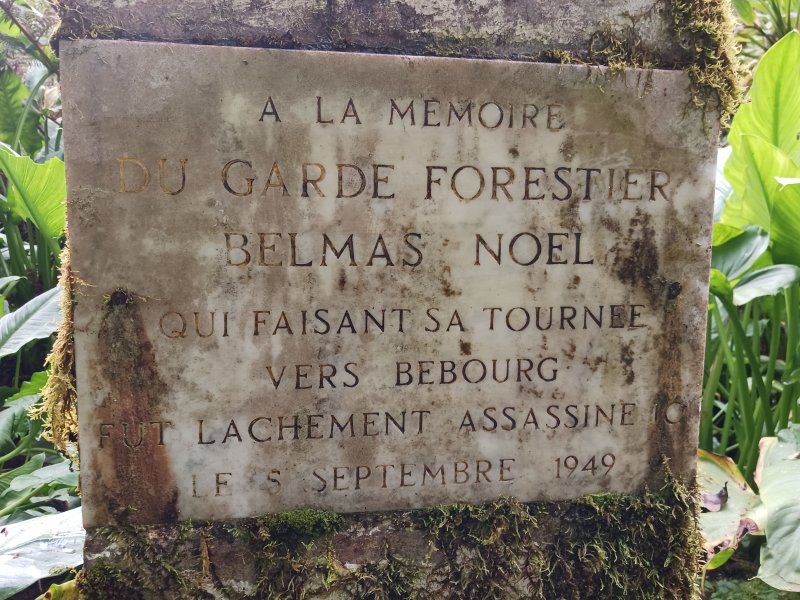 A LA MEMOIRE
DU GARDE FORESTIER
BELMAS NOEL
QUI FAISANT SA TOURNEE
VERS BEBOURG
FUT LACHEMENT ASSASSINE ICI
LE 5 SEPTEMBRE 1949